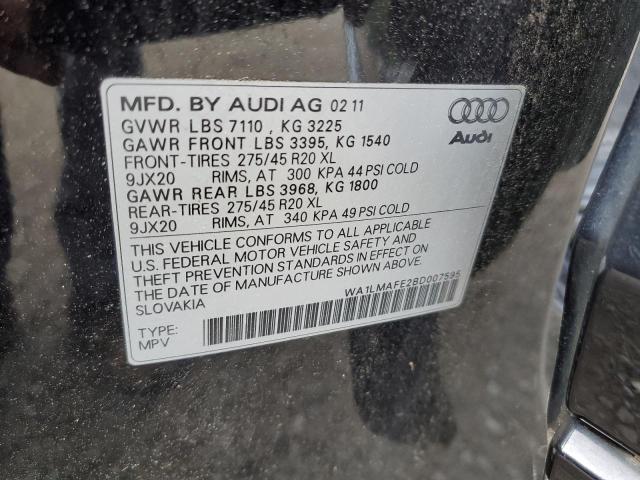 MFD. BY AUDI AG 02 11
GVWR LBS 7110 , KG 3225
GAWR FRONT LBS 3395, KG 1540
FRONT-TIRES 275/45 R20 XL
9JX20 RIMS, AT 300 KPA 44 PSI COLD
GAWR REAR LBS 3968, KG 1800
REAR-TIRES 275/45 R20 XL
9JX20 RIMS, AT 340 KPA 49 PSI COLD
THIS VEHICLE CONFORMS TO ALL APPLICABLE
U.S. FEDERAL MOTOR VEHICLE SAFETY AND
THEFT PREVENTION STANDARDS IN EFFECT ON
THE DATE OF MANUFACTURE SHOWN ABOVE.
SLOVAKIA
WA1LMAFE2BD007595
TYPE:
MPV
Audi